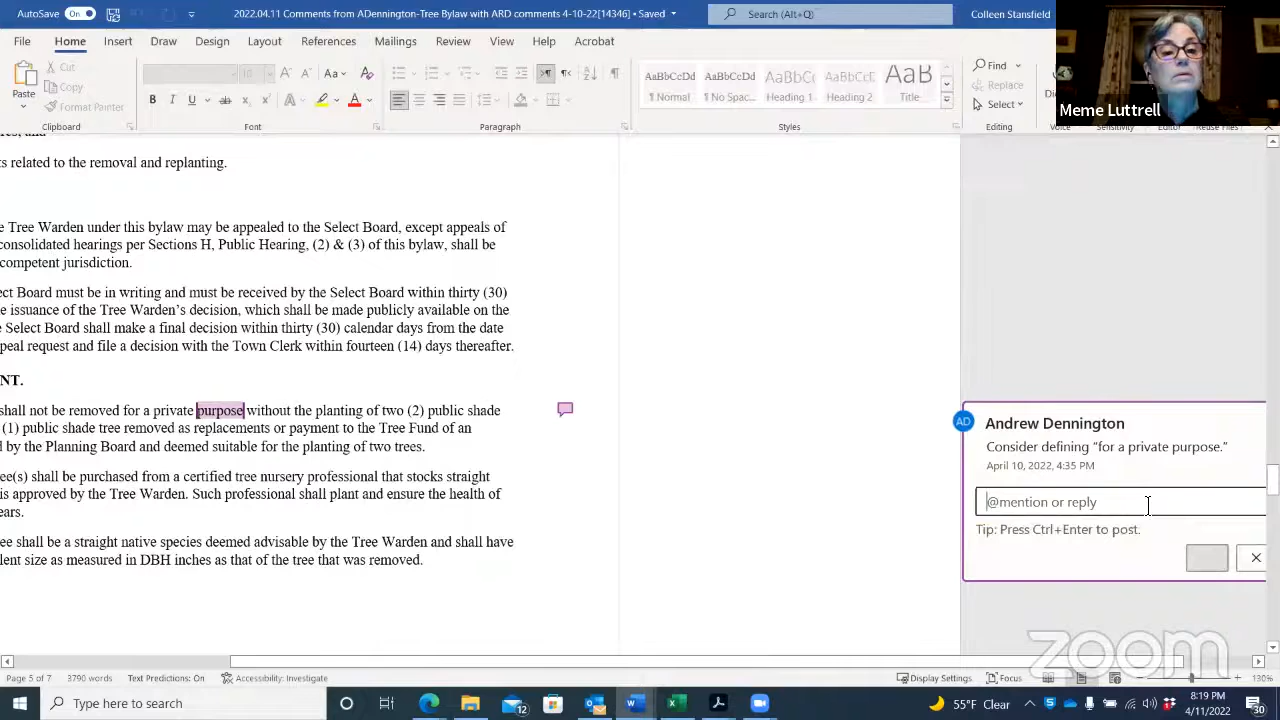 AutoSave On 2022.04.11 Comments from ADennington-Tree Bylaw with ARD comments 4-10-22[14346] • Saved Search (Alt+Q) Colleen Stansfield
File Home Insert Draw Design Layout References Mailings Review View Help Acrobat
Cut
Copy
Format Painter
Paste
AaBbCcDd AaBbCcDd AaBbCc AaBbCcC AaB
¶ Normal ¶ No Spac... Heading 1 Heading 2 Title
Find
Replace
Select
Meme Luttrell
Clipboard Font Paragraph Styles Editing Voice Sensitivity Editor Reuse Files
ts related to the removal and replanting.
e Tree Warden under this bylaw may be appealed to the Select Board, except appeals of
consolidated hearings per Sections H, Public Hearing, (2) & (3) of this bylaw, shall be
competent jurisdiction.
ect Board must be in writing and must be received by the Select Board within thirty (30)
e issuance of the Tree Warden's decision, which shall be made publicly available on the
e Select Board shall make a final decision within thirty (30) calendar days from the date
peal request and file a decision with the Town Clerk within fourteen (14) days thereafter.
NT.
shall not be removed for a private purpose without the planting of two (2) public shade
(1) public shade tree removed as replacements or payment to the Tree Fund of an
d by the Planning Board and deemed suitable for the planting of two trees.
ee(s) shall be purchased from a certified tree nursery professional that stocks straight
is approved by the Tree Warden. Such professional shall plant and ensure the health of
ears.
ee shall be a straight native species deemed advisable by the Tree Warden and shall have
lent size as measured in DBH inches as that of the tree that was removed.
AD Andrew Dennington
Consider defining “for a private purpose.”
April 10, 2022, 4:35 PM
@mention or reply
Tip: Press Ctrl+Enter to post.
zoom
Page 5 of 7 3790 words Text Predictions: On Accessibility: Investigate Display Settings Focus 130%
Type here to search 12 55°F Clear 8:19 PM
4/11/2022 30